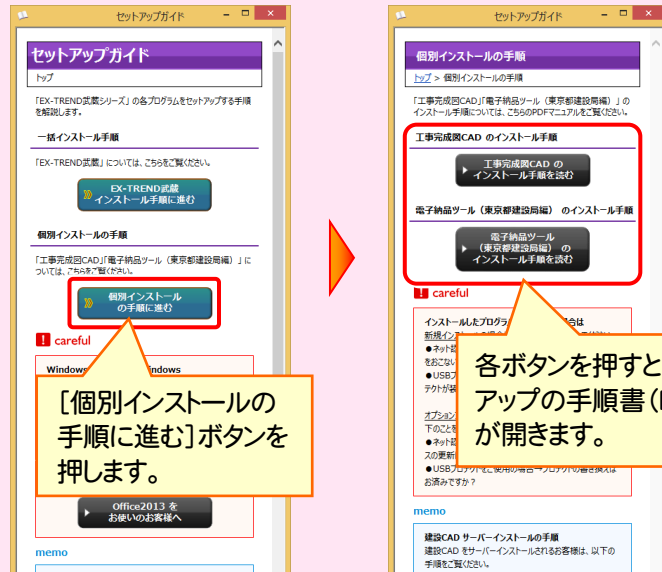 セットアップガイド
セットアップガイド
トップ
「EX-TREND武蔵シリーズ」の各プログラムをセットアップする手順
を解説します。
一括インストール手順
「EX-TREND武蔵」については、こちらをご覧ください。
EX-TREND武蔵
インストール手順に進む
個別インストールの手順
「工事完成図CAD」「電子納品ツール（東京都建設局編）」に
ついては、こちらをご覧ください。
個別インストール
の手順に進む
careful
Windows
indows
[個別インストールの
手順に進む]ボタンを
押します。
Office2013 を
お使いのお客様へ
memo
セットアップガイド
個別インストールの手順
トップ > 個別インストールの手順
「工事完成図CAD」「電子納品ツール（東京都建設局編）」の
インストール手順については、こちらのPDFマニュアルをご覧ください。
工事完成図CAD のインストール手順
工事完成図CAD の
インストール手順を読む
電子納品ツール（東京都建設局編） のインストール手順
電子納品ツール
（東京都建設局編） の
インストール手順を読む
careful
インストールしたプログラ
合は
新規イン
●ネット認
をおこない
●USBプ
テクトが装
各ボタンを押すと
アップの手順書(
が開きます。
オプション
下のことを
●ネット認
スの更新
●USBプロテクトをご使用の場合→プロテクトの書き換えは
お済みですか？
memo
建設CAD サーバーインストールの手順
建設CAD をサーバーインストールされるお客様は、以下の
手順をご覧ください。